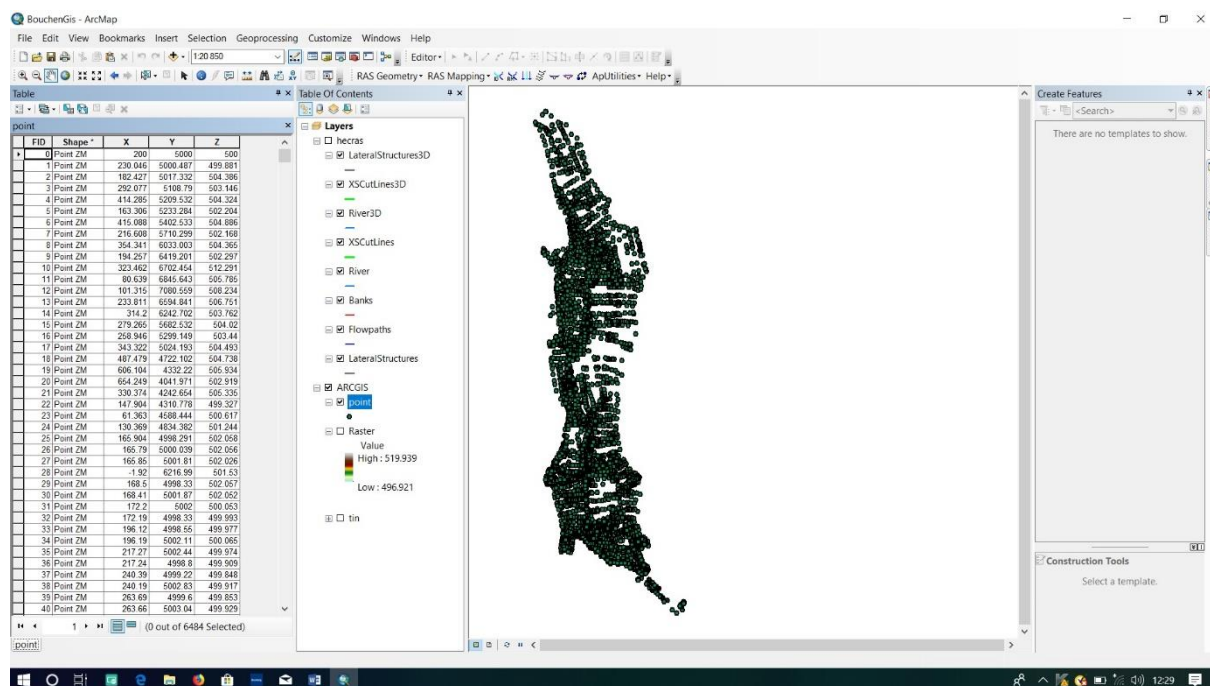 BouchenGis - ArcMap
File Edit View Bookmarks Insert Selection Geoprocessing Customize Windows Help
1:20 850
Editor
RAS Geometry RAS Mapping ApUtilities Help
Table
point
FID Shape * X Y Z
0 Point ZM 200 5000 500
1 Point ZM 230.046 5000.487 499.881
2 Point ZM 182.427 5017.332 504.386
3 Point ZM 292.077 5108.79 503.146
4 Point ZM 414.285 5209.532 504.324
5 Point ZM 163.306 5233.284 502.204
6 Point ZM 415.088 5402.533 504.886
7 Point ZM 216.608 5710.299 502.168
8 Point ZM 354.341 6033.003 504.365
9 Point ZM 194.257 6419.201 502.297
10 Point ZM 323.462 6702.454 512.291
11 Point ZM 80.639 6845.643 505.785
12 Point ZM 101.315 7080.559 508.234
13 Point ZM 233.811 6594.841 506.751
14 Point ZM 314.2 6242.702 503.762
15 Point ZM 279.265 5682.532 504.02
16 Point ZM 258.946 5299.149 503.44
17 Point ZM 343.322 5024.193 504.493
18 Point ZM 487.479 4722.102 504.738
19 Point ZM 606.104 4332.22 505.934
20 Point ZM 654.249 4041.971 502.919
21 Point ZM 330.374 4242.654 505.335
22 Point ZM 147.904 4310.778 499.327
23 Point ZM 61.363 4588.444 500.617
24 Point ZM 130.369 4834.382 501.244
25 Point ZM 165.904 4998.291 502.058
26 Point ZM 165.79 5000.039 502.056
27 Point ZM 165.85 5001.81 502.026
28 Point ZM -1.92 6216.99 501.53
29 Point ZM 168.5 4998.33 502.057
30 Point ZM 168.41 5001.87 502.052
31 Point ZM 172.2 5002 500.053
32 Point ZM 172.19 4998.33 499.993
33 Point ZM 196.12 4998.55 499.977
34 Point ZM 196.19 5002.11 500.065
35 Point ZM 217.27 5002.44 499.974
36 Point ZM 217.24 4998.8 499.909
37 Point ZM 240.39 4999.22 499.848
38 Point ZM 240.19 5002.83 499.917
39 Point ZM 263.69 4999.6 499.853
40 Point ZM 263.66 5003.04 499.929
1 (0 out of 6484 Selected)
point
Table Of Contents
Layers
hecras
LateralStructures3D
XSCutLines3D
River3D
XSCutLines
River
Banks
Flowpaths
LateralStructures
ARCGIS
point
Raster
Value
High : 519.939
Low : 496.921
tin
Create Features
<Search>
There are no templates to show.
Construction Tools
Select a template.
12:29